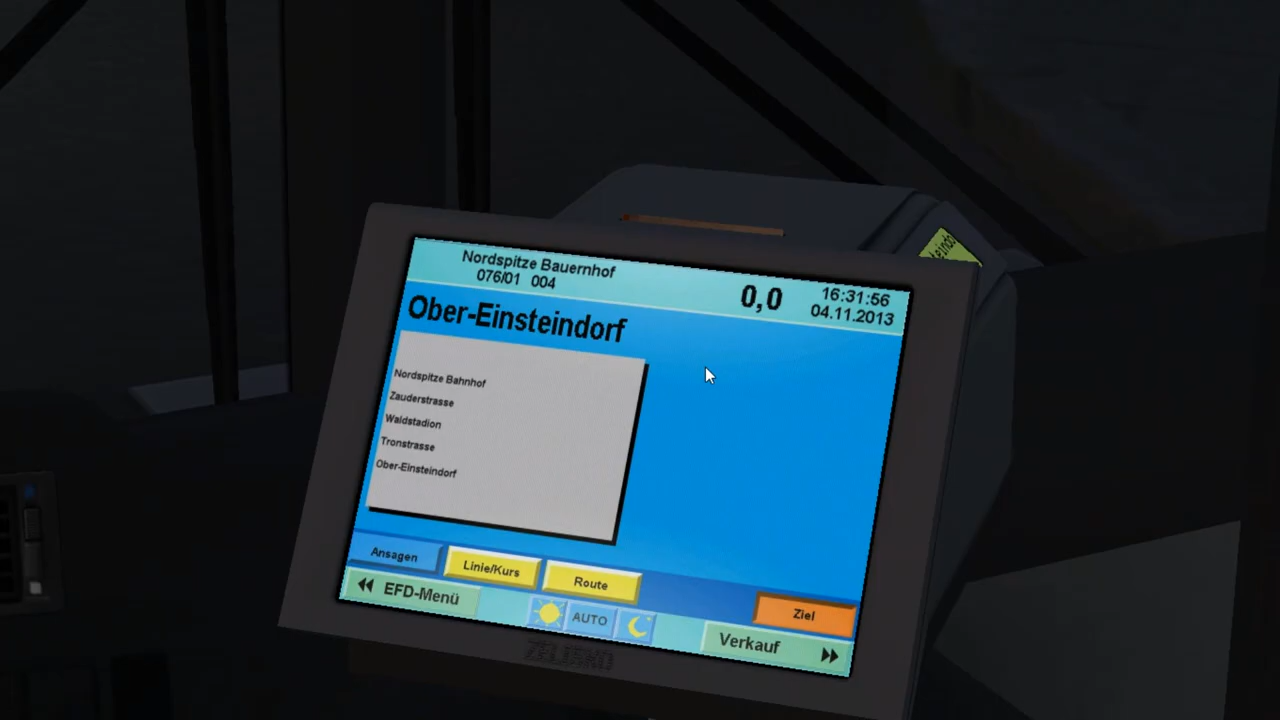 Nordspitze Bauernhof
076/01 004
0,0
16:31:56
04.11.2013
Ober-Einsteindorf
Nordspitze Bahnhof
Zauderstrasse
Waldstadion
Tronstrasse
Ober-Einsteindorf
Ansagen
Linie/Kurs
Route
Ziel
EFD-Menü
AUTO
Verkauf